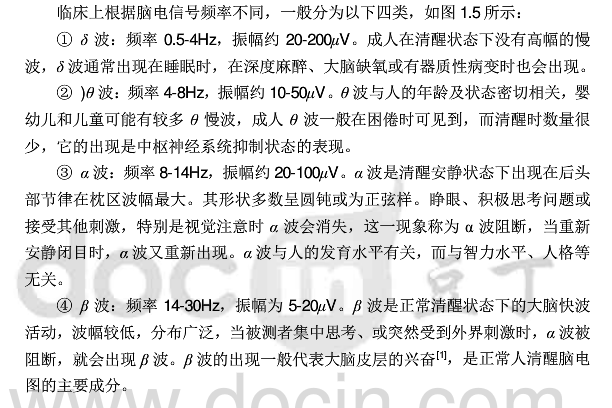 临床上根据脑电信号频率不同，一般分为以下四类，如图 1.5 所示：
① δ 波：频率 0.5-4Hz，振幅约 20-200μV。成人在清醒状态下没有高幅的慢
波，δ 波通常出现在睡眠时，在深度麻醉、大脑缺氧或有器质性病变时也会出现。
② )θ 波：频率 4-8Hz，振幅约 10-50μV。θ 波与人的年龄及状态密切相关，婴
幼儿和儿童可能有较多 θ 慢波，成人 θ 波一般在困倦时可见到，而清醒时数量很
少，它的出现是中枢神经系统抑制状态的表现。
③ α 波：频率 8-14Hz，振幅约 20-100μV。α 波是清醒安静状态下出现在后头
部节律在枕区波幅最大。其形状多数呈圆钝或为正弦样。睁眼、积极思考问题或
接受其他刺激，特别是视觉注意时 α 波会消失，这一现象称为 α 波阻断，当重新
安静闭目时，α 波又重新出现。α 波与人的发育水平有关，而与智力水平、人格等
无关。
④ β 波：频率 14-30Hz，振幅为 5-20μV。β 波是正常清醒状态下的大脑快波
活动，波幅较低，分布广泛，当被测者集中思考、或突然受到外界刺激时，α 波被
阻断，就会出现 β 波。β 波的出现一般代表大脑皮层的兴奋[1]，是正常人清醒脑电
图的主要成分。
docin 豆丁
www.docin.com